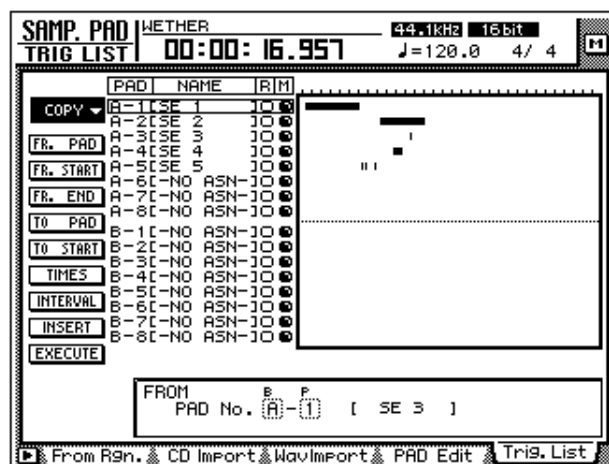 SAMP. PAD WETHER 44.1kHz 16bit M
TRIG LIST 00:00:16.957 ♩=120.0 4/ 4
PAD NAME R M
COPY
FR. PAD
FR. START
FR. END
TO PAD
TO START
TIMES
INTERVAL
INSERT
EXECUTE
A-1[SE 1 ]
A-2[SE 2 ]
A-3[SE 3 ]
A-4[SE 4 ]
A-5[SE 5 ]
A-6[-NO ASN-]
A-7[-NO ASN-]
A-8[-NO ASN-]
B-1[-NO ASN-]
B-2[-NO ASN-]
B-3[-NO ASN-]
B-4[-NO ASN-]
B-5[-NO ASN-]
B-6[-NO ASN-]
B-7[-NO ASN-]
B-8[-NO ASN-]
FROM B P
PAD No. A-1 [ SE 3 ]
From Rgn. CD Import WavImport PAD Edit Trig. List